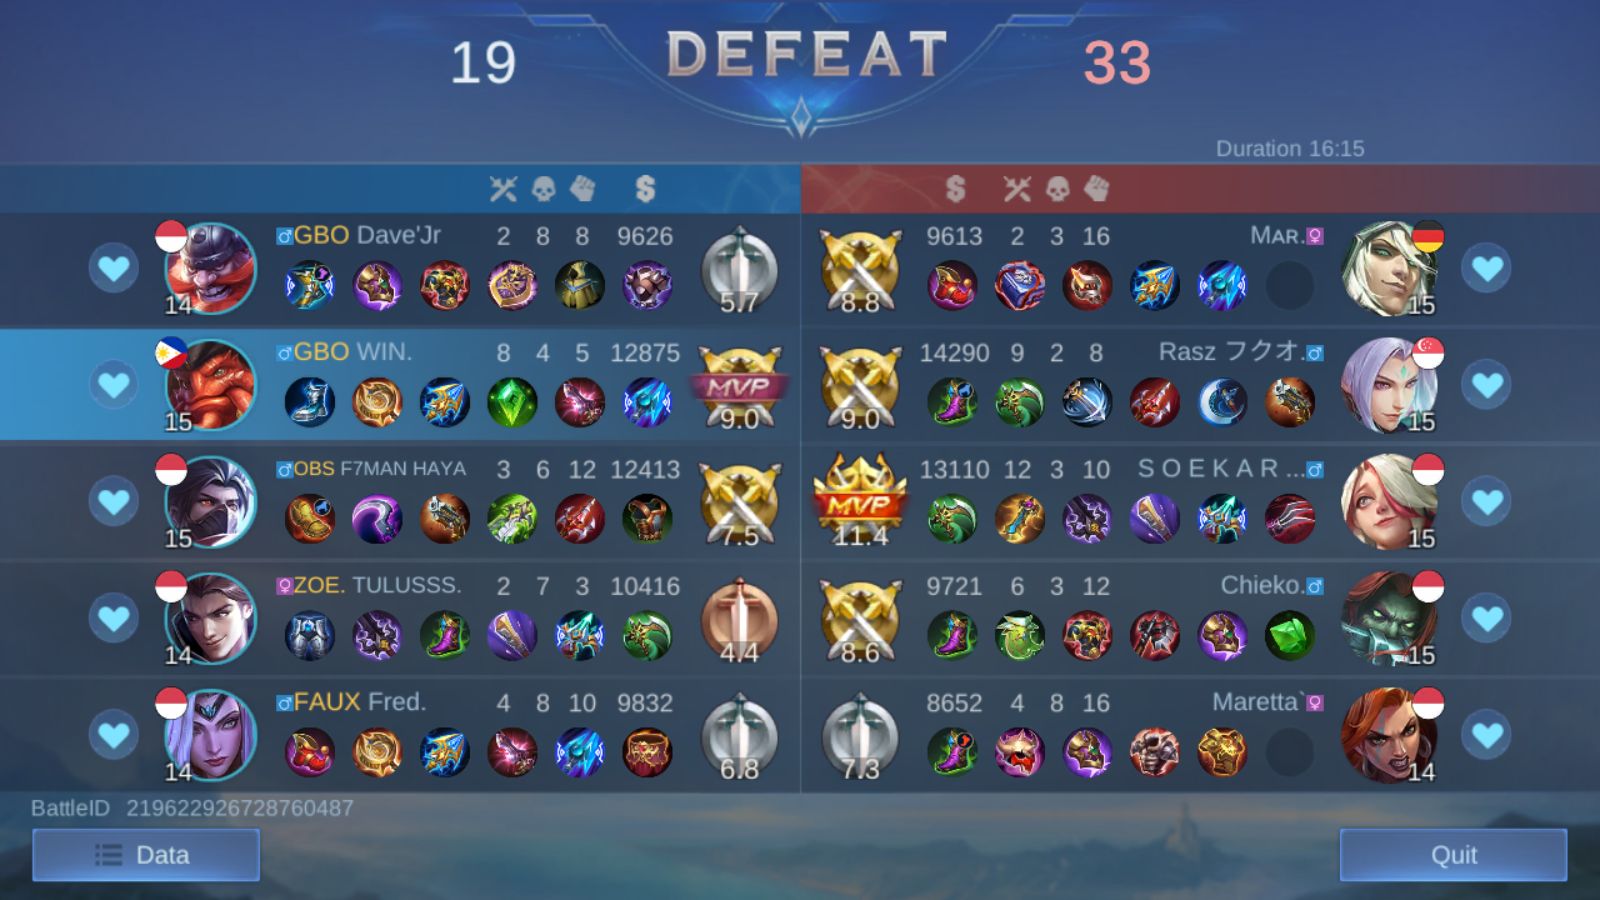 19 DEFEAT 33
Duration 16:15
GBO Dave'Jr 2 8 8 9626
14 5.7
9613 2 3 16 MAR.
8.8 15
GBO WIN. 8 4 5 12875
15 MVP 9.0
14290 9 2 8 Rasz フクオ.
9.0 15
OBS F7MAN HAYA 3 6 12 12413
15 7.5
13110 12 3 10 S O E K A R ...
MVP 11.4 15
ZOE. TULUSSS. 2 7 3 10416
14 4.4
9721 6 3 12 Chieko.
8.6 15
FAUX Fred. 4 8 10 9832
14 6.8
8652 4 8 16 Maretta`
7.3 14
BattleID 219622926728760487
Data
Quit